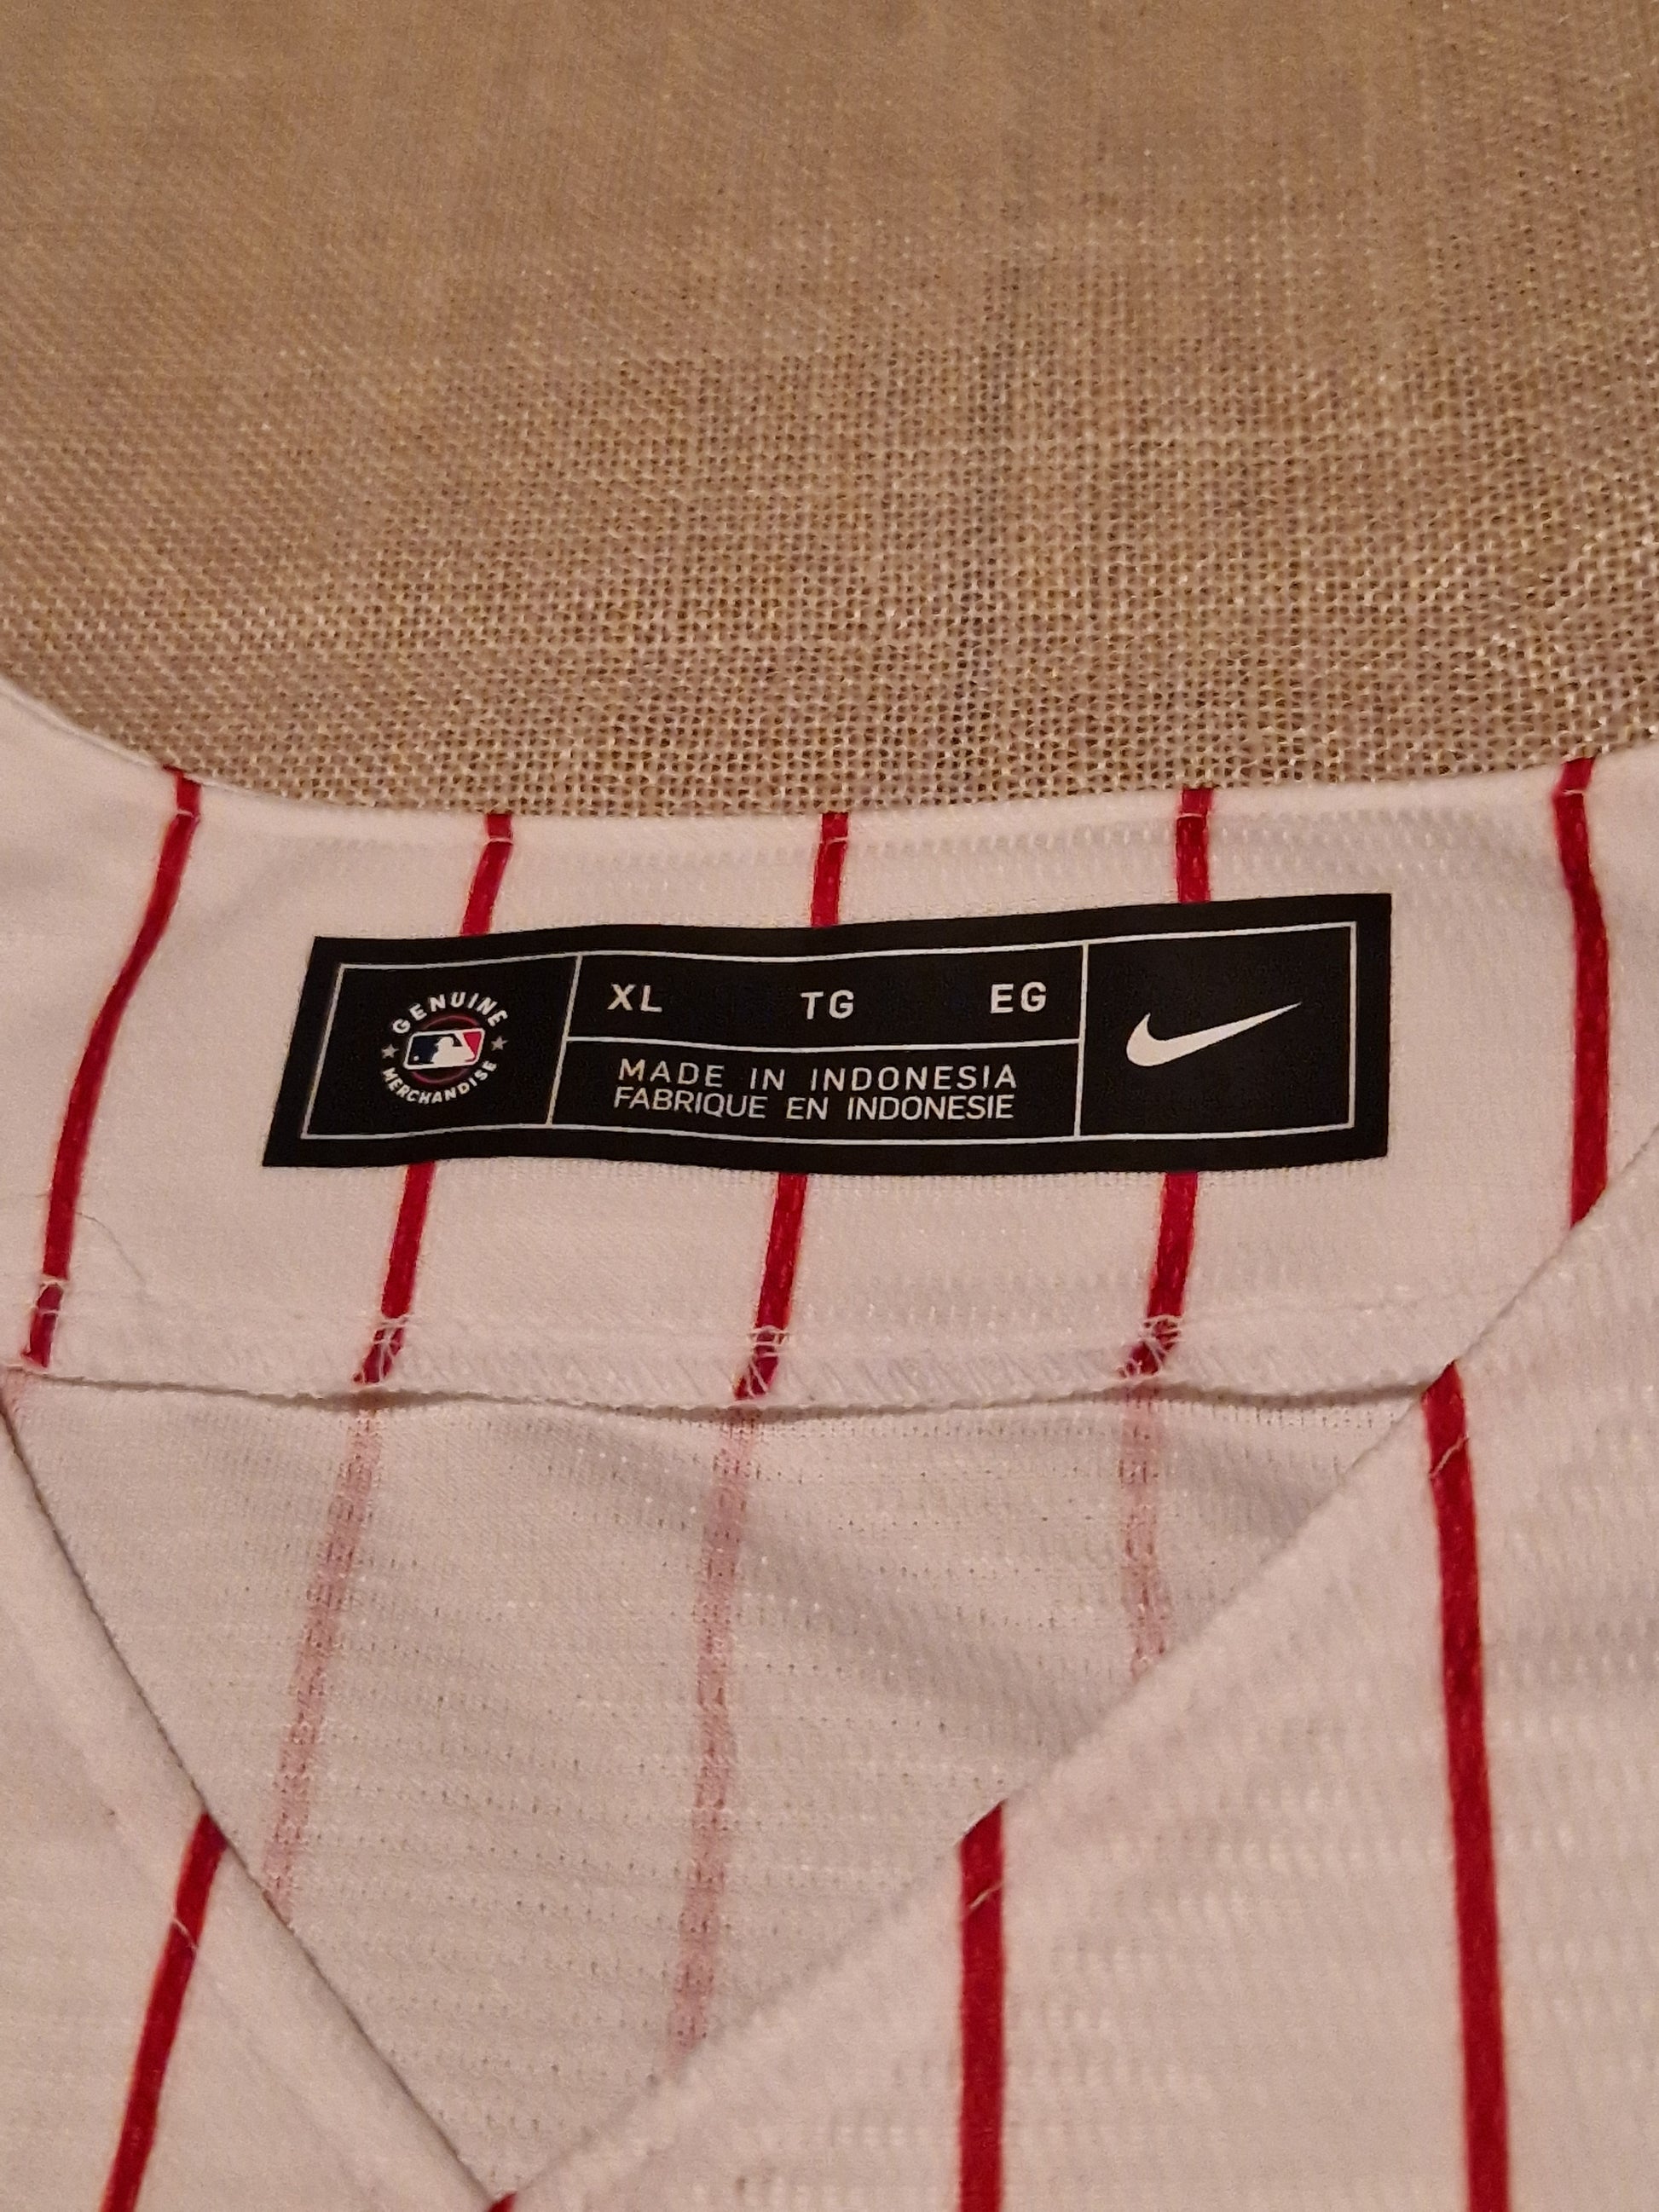 GENUINE
MERCHANDISE
XL TG EG
MADE IN INDONESIA
FABRIQUE EN INDONESIE